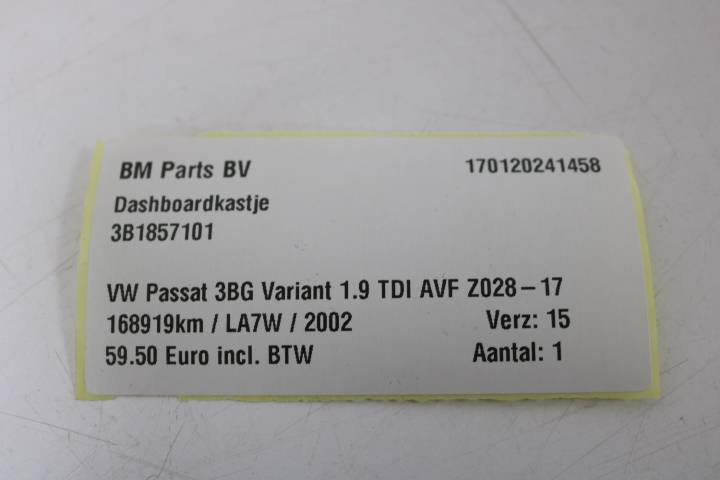 BM Parts BV 170120241458
Dashboardkastje
3B1857101
VW Passat 3BG Variant 1.9 TDI AVF Z028-17
168919km / LA7W / 2002 Verz: 15
59.50 Euro incl. BTW Aantal: 1